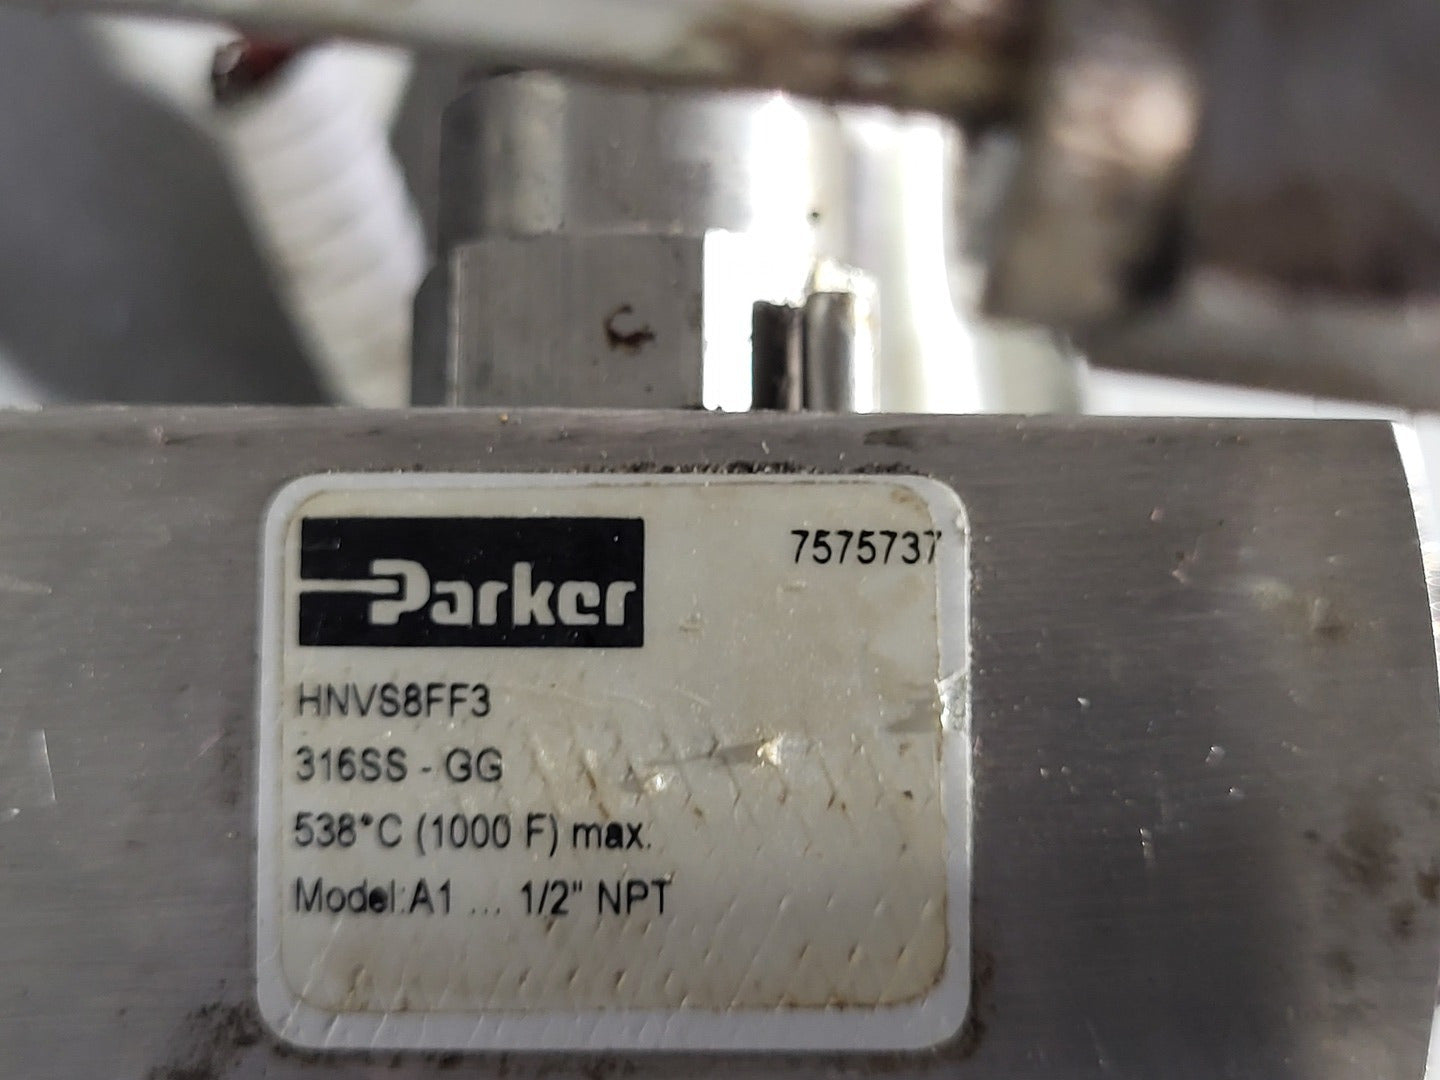 Parker
7575737
HNVS8FF3
316SS - GG
538°C (1000 F) max.
Model:A1 ... 1/2" NPT